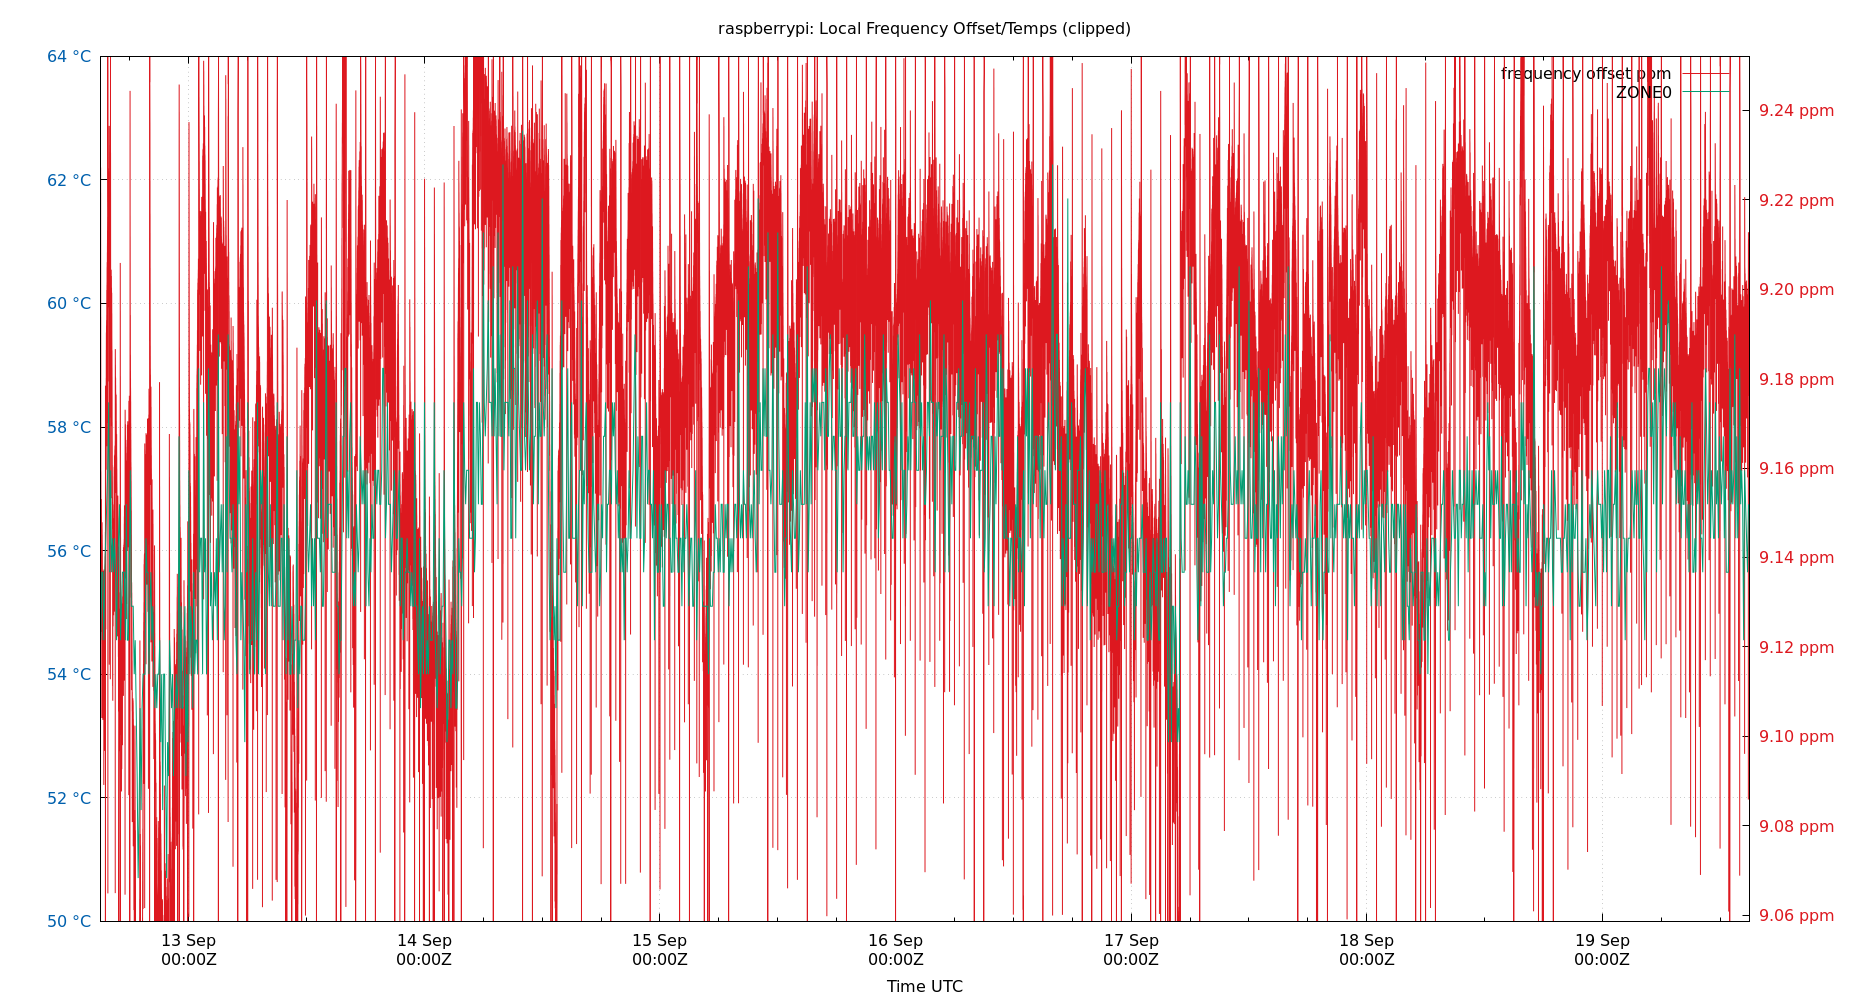 raspberrypi: Local Frequency Offset/Temps (clipped)
64 °C
62 °C
60 °C
58 °C
56 °C
54 °C
52 °C
50 °C
frequency offset ppm
ZONE0
9.24 ppm
9.22 ppm
9.20 ppm
9.18 ppm
9.16 ppm
9.14 ppm
9.12 ppm
9.10 ppm
9.08 ppm
9.06 ppm
13 Sep 14 Sep 15 Sep 16 Sep 17 Sep 18 Sep 19 Sep
00:00Z 00:00Z 00:00Z 00:00Z 00:00Z 00:00Z 00:00Z
Time UTC